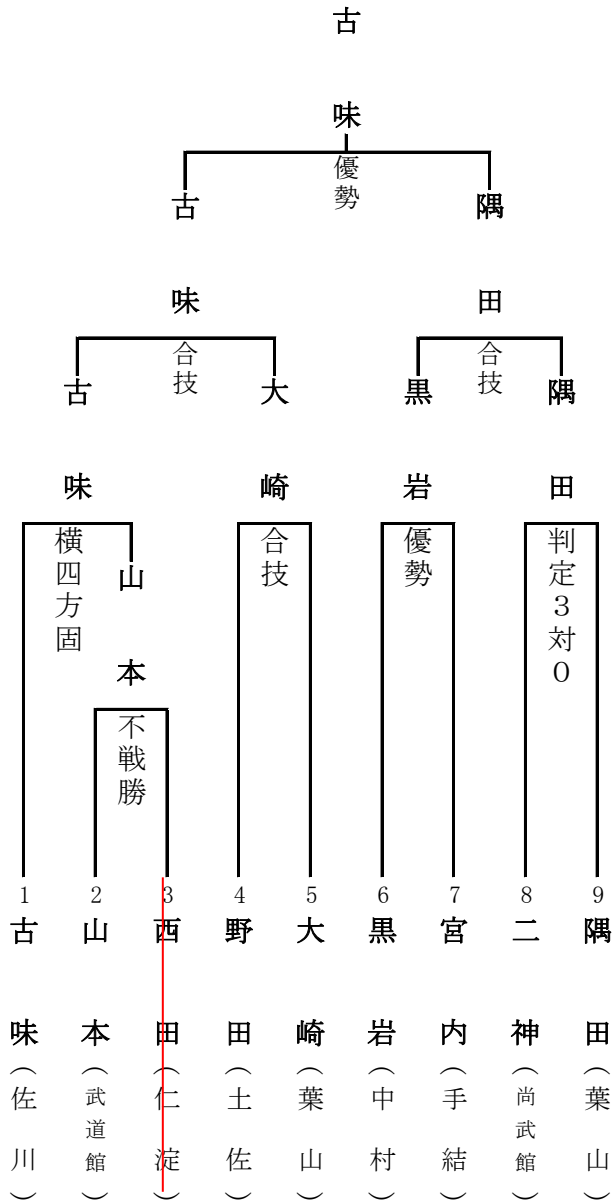 古味
優勢
古味
隅田
合技
合技
古味
大崎
黒岩
隅田
横四方固
合技
優勢
判定３対０
山本
不戦勝
1
2
3
4
5
6
7
8
9
古味（佐川）
山本（武道館）
西田（仁淀）
野田（土佐）
大崎（葉山）
黒岩（中村）
宮内（手結）
二神（尚武館）
隅田（葉山）